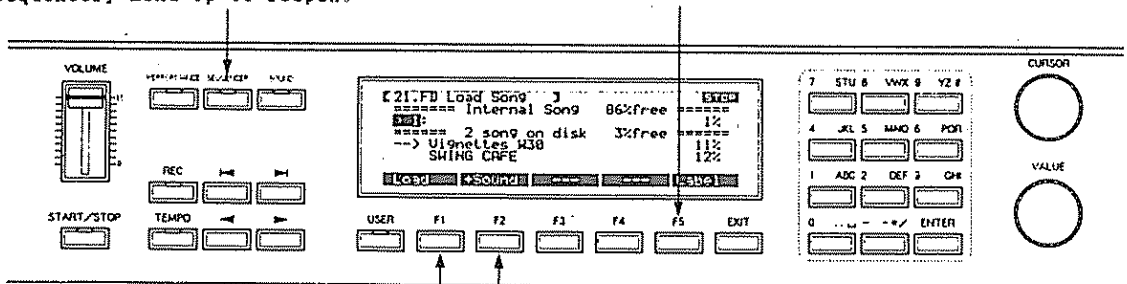 VOLUME
SEQUENCER
SOUND
[21.FD Load Song ] STOP
======= Internal Song 86%free ======
1%
====== 2 song on disk 3%free ======
--> Vignettes W30 11%
SWING CAFE 12%
Load +Sound --- --- Label
REC
START/STOP
TEMPO
USER
F1
F2
F3
F4
F5
EXIT
7 STU 8 VWX 9 YZ#
4 JKL 5 MNO 6 PQR
1 ABC 2 DEF 3 GHI
0
ENTER
CURSOR
VALUE